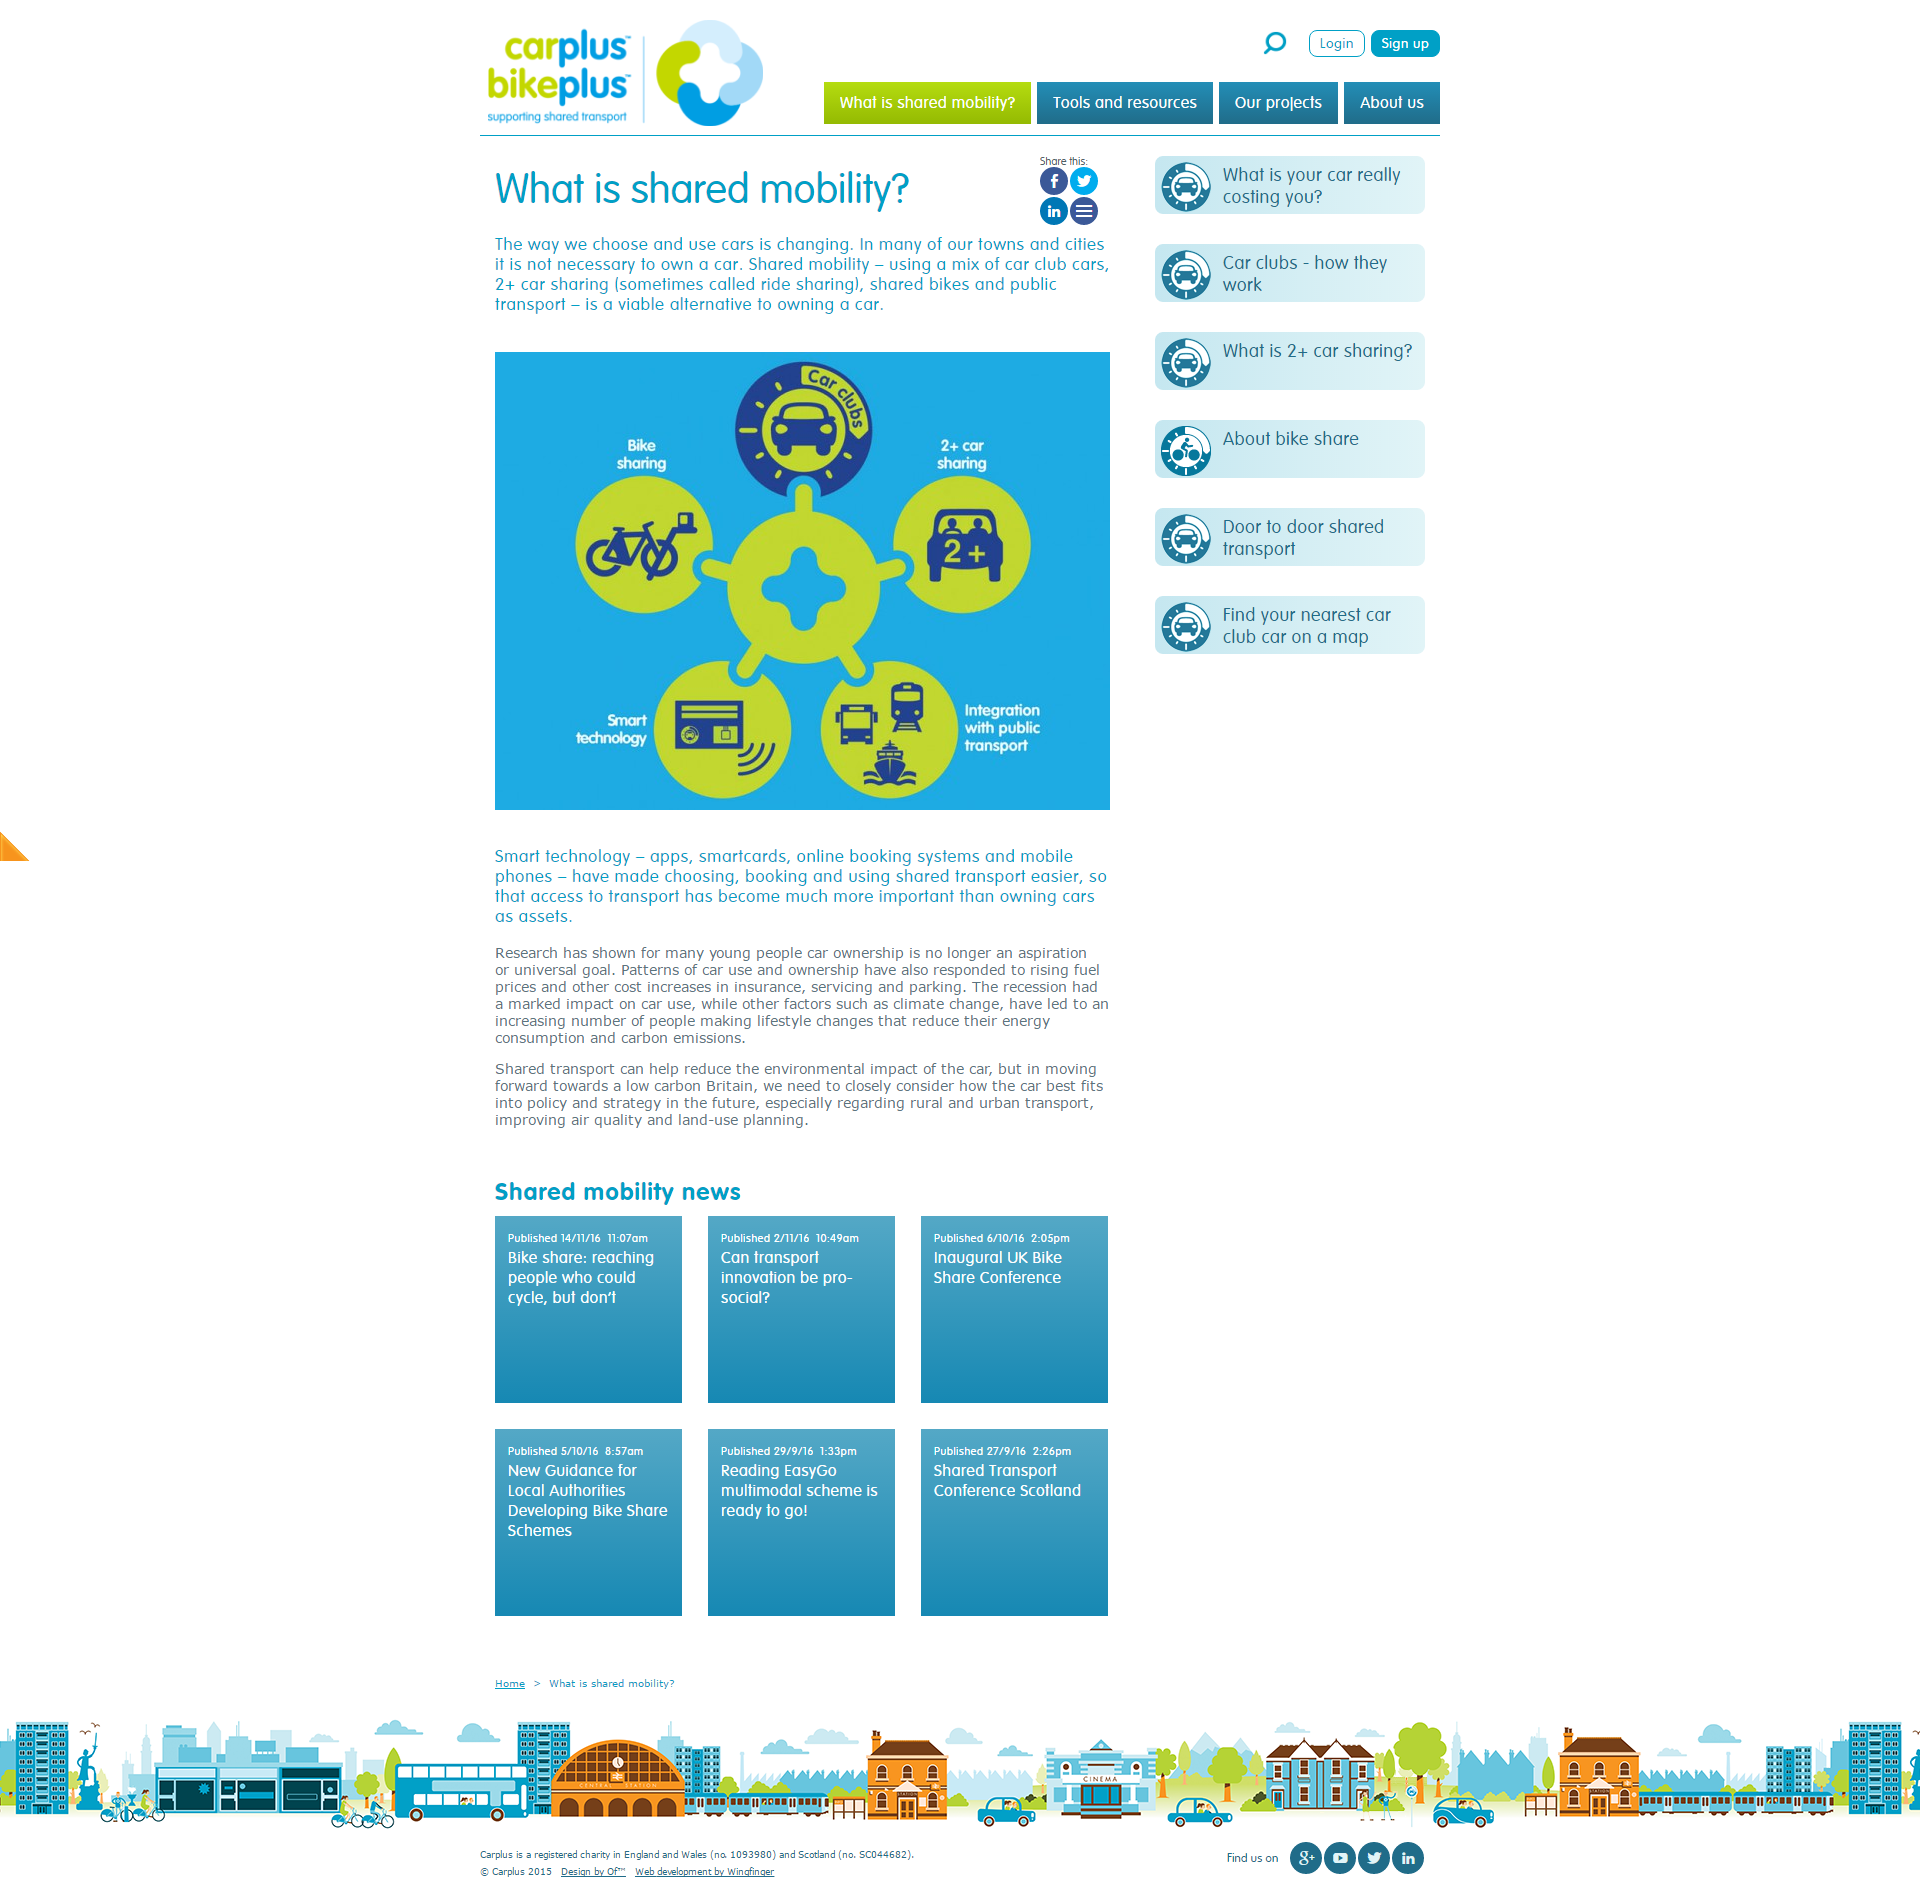 carplus™
bikeplus™
supporting shared transport
Login
Sign up
What is shared mobility?
Tools and resources
Our projects
About us
What is shared mobility?
Share this:
The way we choose and use cars is changing. In many of our towns and cities
it is not necessary to own a car. Shared mobility – using a mix of car club cars,
2+ car sharing (sometimes called ride sharing), shared bikes and public
transport – is a viable alternative to owning a car.
Car clubs
Bike
sharing
2+ car
sharing
2 +
Smart
technology
Integration
with public
transport
Smart technology – apps, smartcards, online booking systems and mobile
phones – have made choosing, booking and using shared transport easier, so
that access to transport has become much more important than owning cars
as assets.
Research has shown for many young people car ownership is no longer an aspiration
or universal goal. Patterns of car use and ownership have also responded to rising fuel
prices and other cost increases in insurance, servicing and parking. The recession had
a marked impact on car use, while other factors such as climate change, have led to an
increasing number of people making lifestyle changes that reduce their energy
consumption and carbon emissions.
Shared transport can help reduce the environmental impact of the car, but in moving
forward towards a low carbon Britain, we need to closely consider how the car best fits
into policy and strategy in the future, especially regarding rural and urban transport,
improving air quality and land-use planning.
What is your car really
costing you?
Car clubs - how they
work
What is 2+ car sharing?
About bike share
Door to door shared
transport
Find your nearest car
club car on a map
Shared mobility news
Published 14/11/16 11:07am
Bike share: reaching
people who could
cycle, but don't
Published 2/11/16 10:49am
Can transport
innovation be pro-
social?
Published 6/10/16 2:05pm
Inaugural UK Bike
Share Conference
Published 5/10/16 8:57am
New Guidance for
Local Authorities
Developing Bike Share
Schemes
Published 29/9/16 1:33pm
Reading EasyGo
multimodal scheme is
ready to go!
Published 27/9/16 2:26pm
Shared Transport
Conference Scotland
Home > What is shared mobility?
CENTRAL STATION
STATION
CINEMA
STATION
Carplus is a registered charity in England and Wales (no. 1093980) and Scotland (no. SC044682).
© Carplus 2015 Design by Of™ Web development by Wingfinger
Find us on